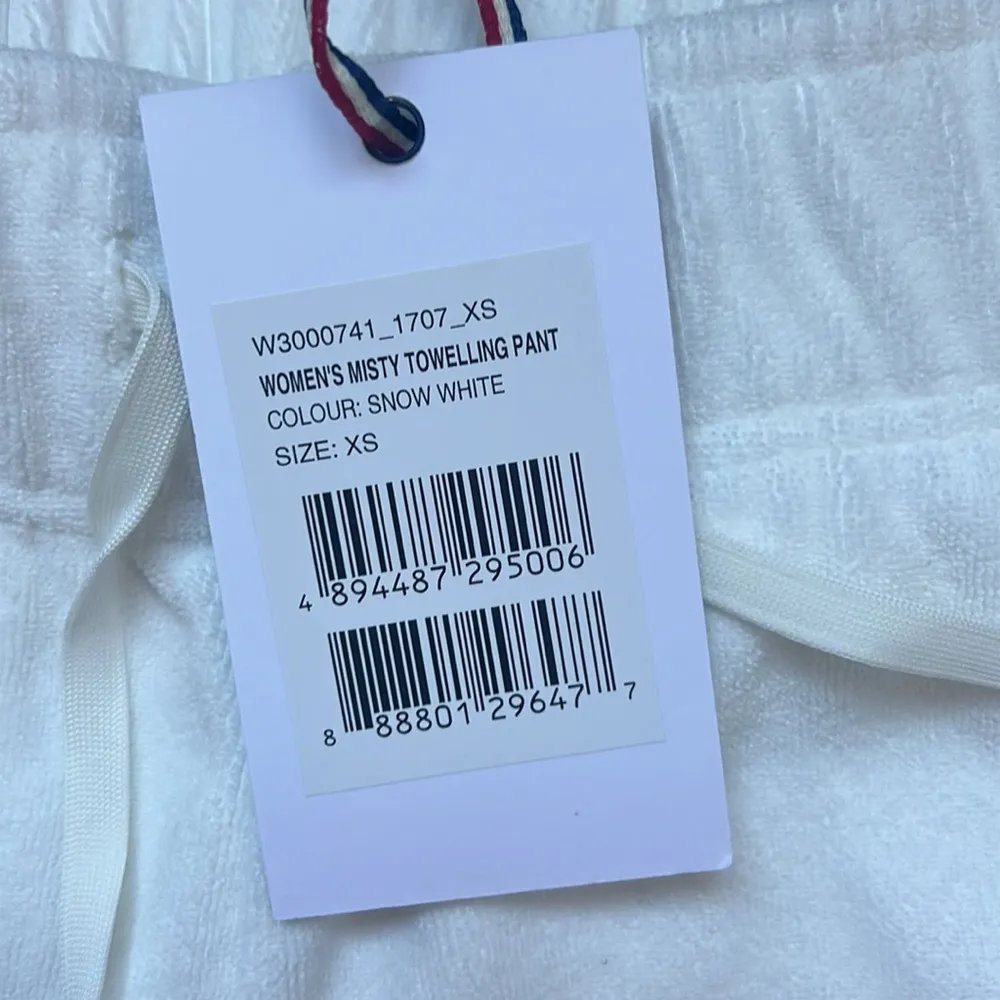 W3000741_1707_XS
WOMEN'S MISTY TOWELLING PANT
COLOUR: SNOW WHITE
SIZE: XS
4 894487 295006
8 88801 29647 7